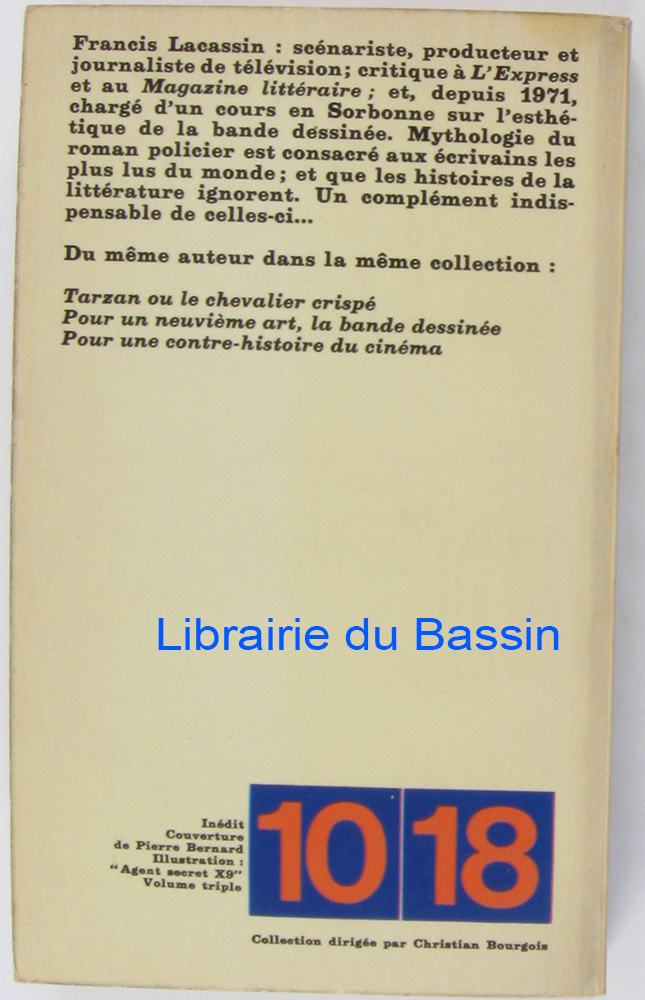 Francis Lacassin : scénariste, producteur et
journaliste de télévision; critique à L'Express
et au Magazine littéraire ; et, depuis 1971,
chargé d'un cours en Sorbonne sur l'esthé-
tique de la bande dessinée. Mythologie du
roman policier est consacré aux écrivains les
plus lus du monde ; et que les histoires de la
littérature ignorent. Un complément indis-
pensable de celles-ci...
Du même auteur dans la même collection :
Tarzan ou le chevalier crispé
Pour un neuvième art, la bande dessinée
Pour une contre-histoire du cinéma
Librairie du Bassin
Inédit
Couverture
de Pierre Bernard
Illustration :
"Agent secret X9"
Volume triple
10 18
Collection dirigée par Christian Bourgois